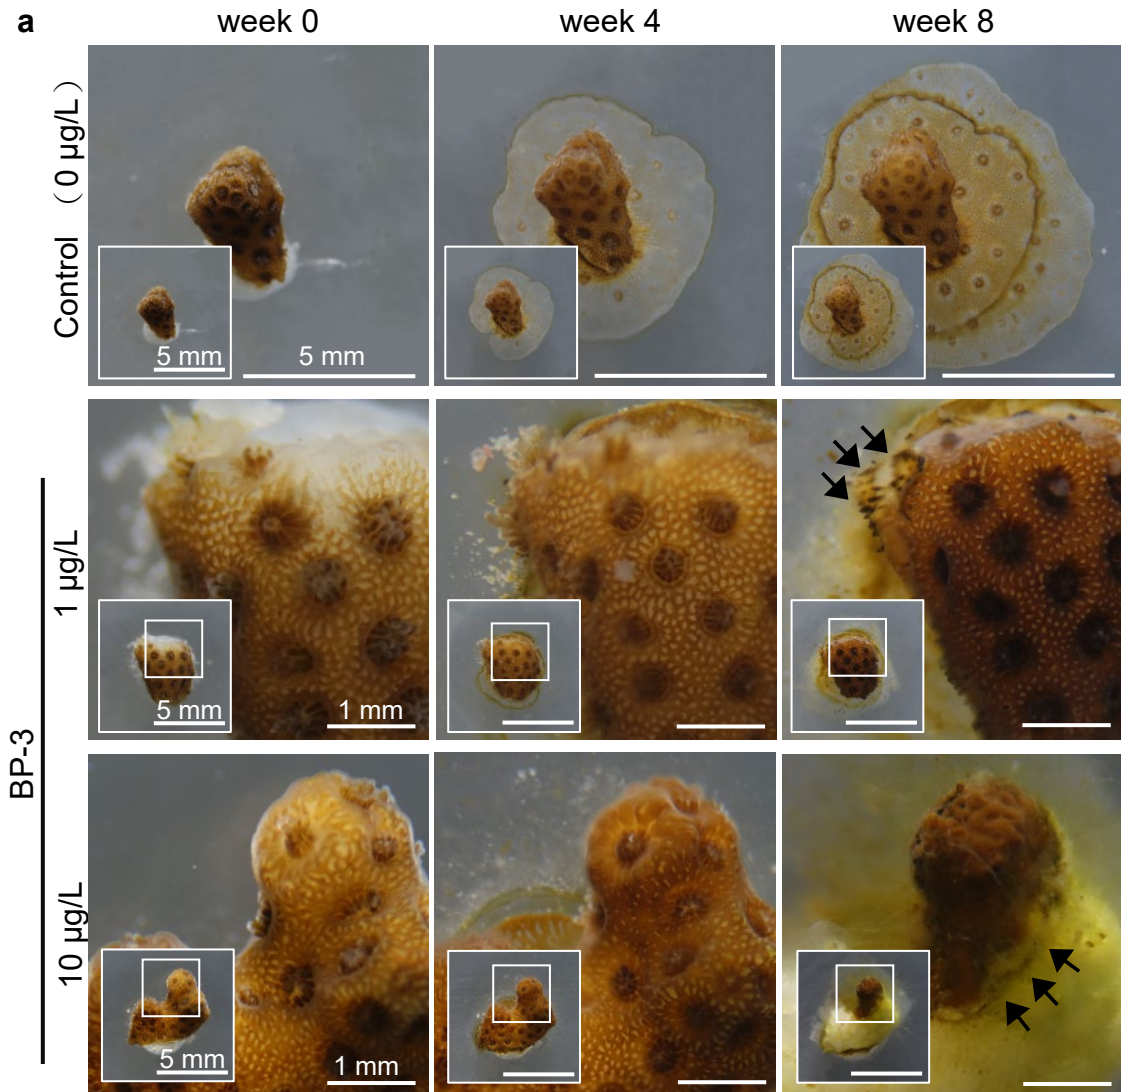 a
week 0
week 4
week 8
Control （0 μg/L）
5 mm
5 mm
BP-3
1 μg/L
5 mm
1 mm
10 μg/L
5 mm
1 mm